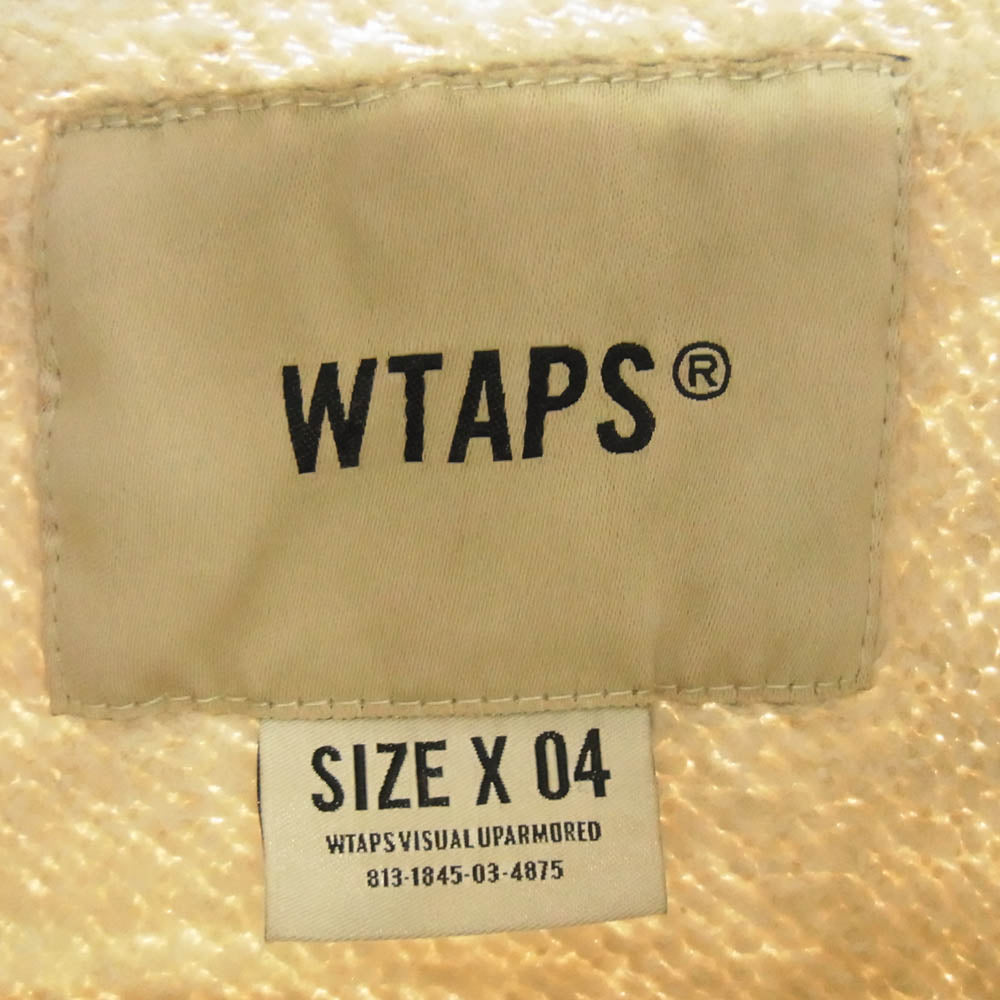 WTAPS®
SIZE X 04
WTAPS VISUAL UPARMORED
813-1845-03-4875